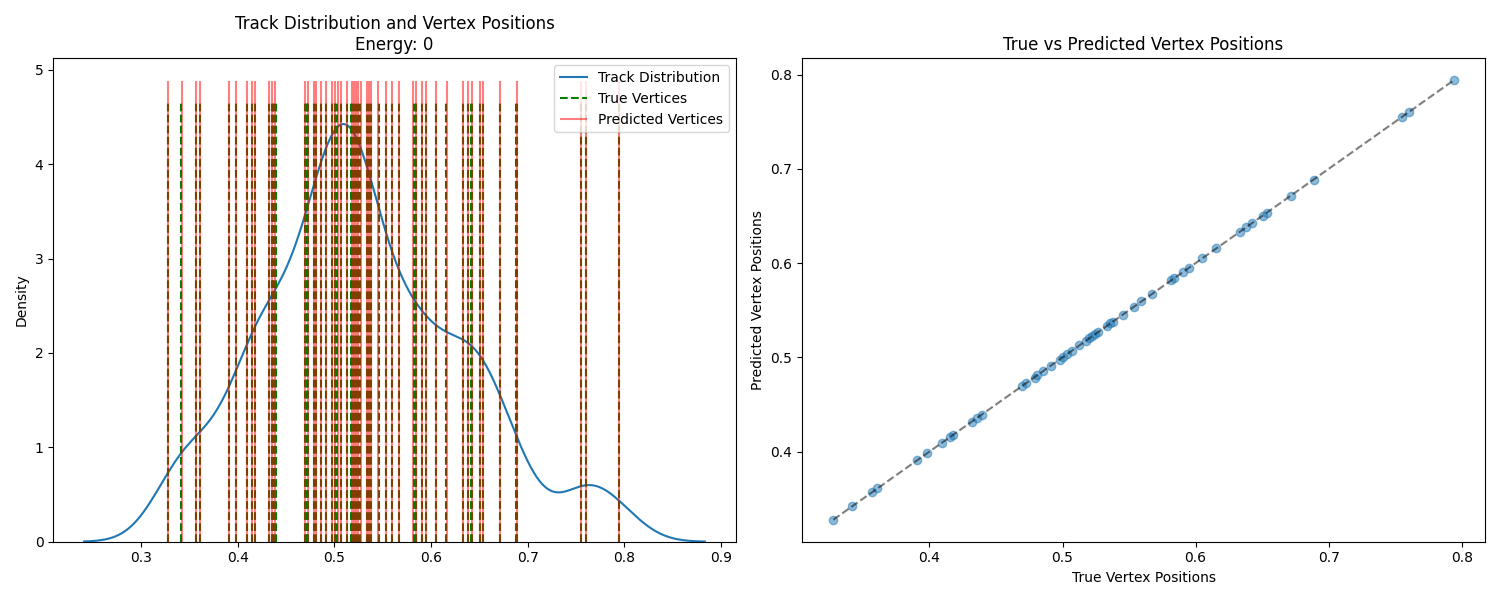 Track Distribution and Vertex Positions
Energy: 0
Density
5
4
3
2
1
0
0.3 0.4 0.5 0.6 0.7 0.8 0.9
Track Distribution
True Vertices
Predicted Vertices
True vs Predicted Vertex Positions
Predicted Vertex Positions
0.8
0.7
0.6
0.5
0.4
0.4 0.5 0.6 0.7 0.8
True Vertex Positions